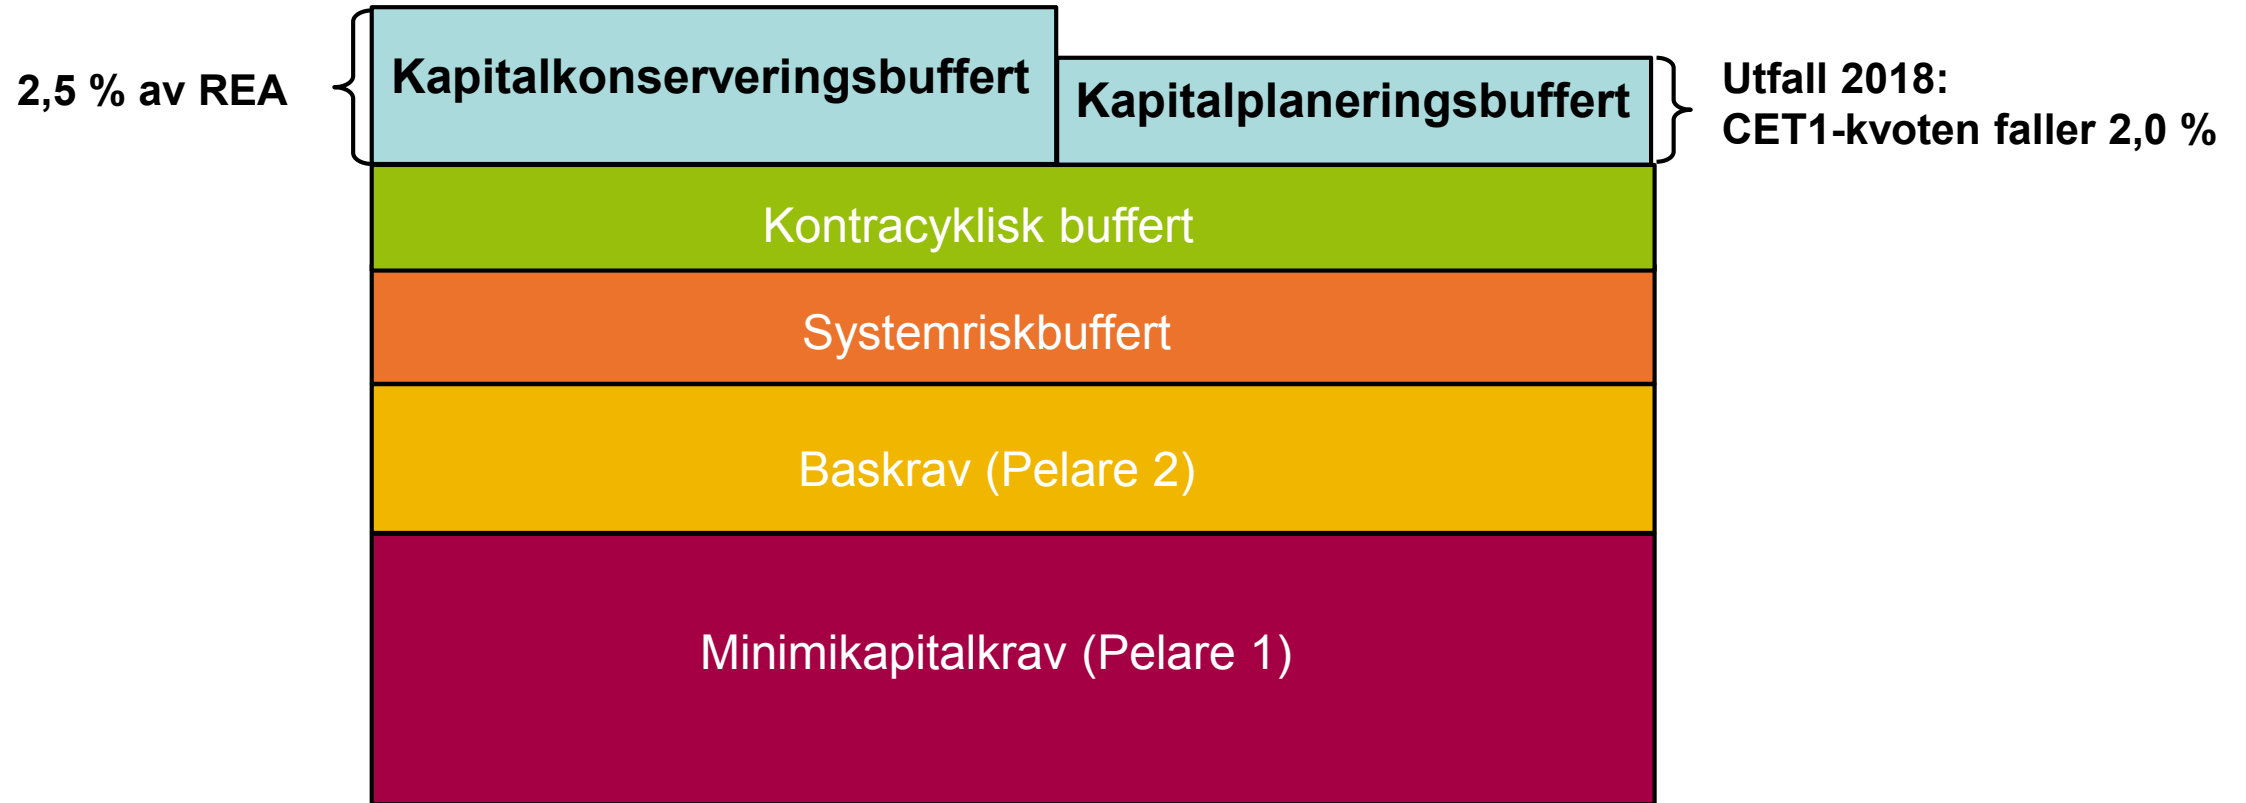 2,5 % av REA
Kapitalkonserveringsbuffert
Kapitalplaneringsbuffert
Utfall 2018:
CET1-kvoten faller 2,0 %
Kontracyklisk buffert
Systemriskbuffert
Baskrav (Pelare 2)
Minimikapitalkrav (Pelare 1)